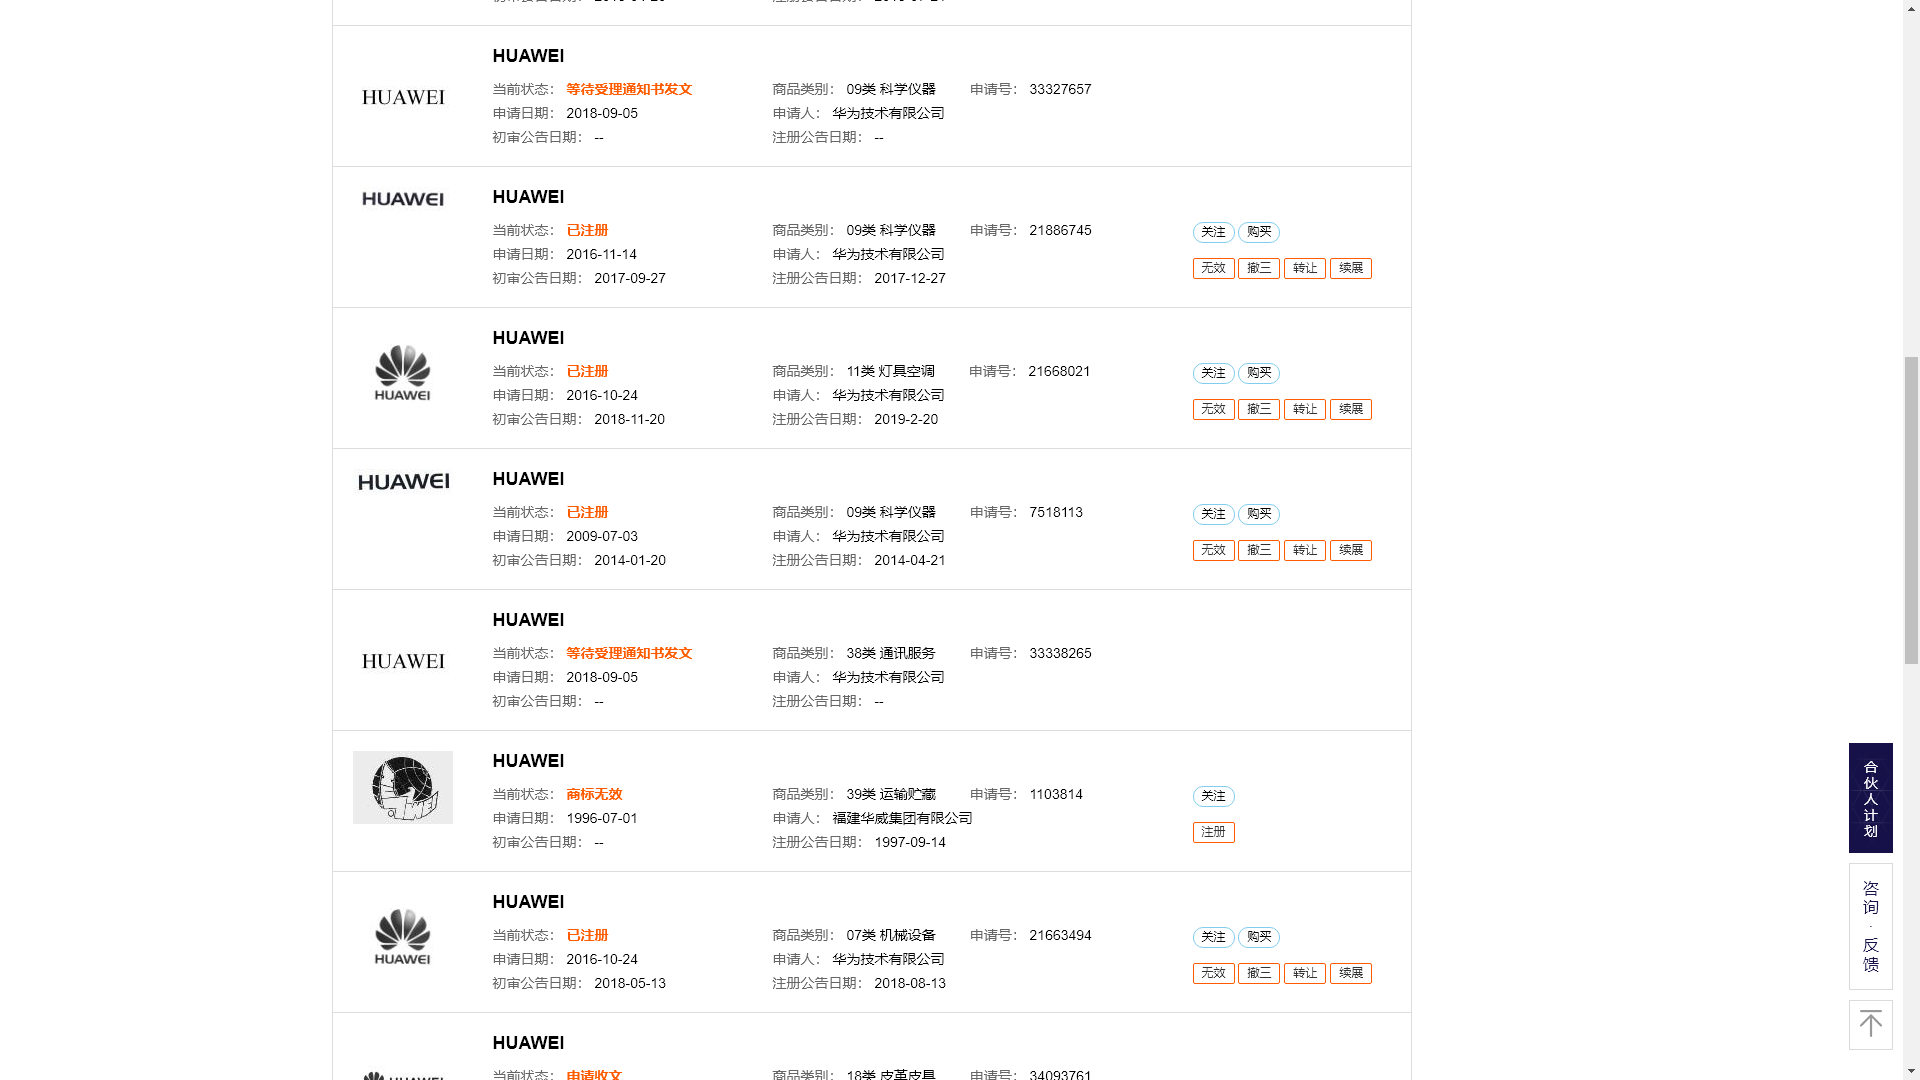 HUAWEI
HUAWEI
当前状态： 等待受理通知书发文 商品类别： 09类 科学仪器 申请号： 33327657
申请日期： 2018-09-05 申请人： 华为技术有限公司
初审公告日期： -- 注册公告日期： --
HUAWEI
HUAWEI
当前状态： 已注册 商品类别： 09类 科学仪器 申请号： 21886745 关注 购买
申请日期： 2016-11-14 申请人： 华为技术有限公司
初审公告日期： 2017-09-27 注册公告日期： 2017-12-27 无效 撤三 转让 续展
HUAWEI
HUAWEI
当前状态： 已注册 商品类别： 11类 灯具空调 申请号： 21668021 关注 购买
申请日期： 2016-10-24 申请人： 华为技术有限公司
初审公告日期： 2018-11-20 注册公告日期： 2019-2-20 无效 撤三 转让 续展
HUAWEI
HUAWEI
当前状态： 已注册 商品类别： 09类 科学仪器 申请号： 7518113 关注 购买
申请日期： 2009-07-03 申请人： 华为技术有限公司
初审公告日期： 2014-01-20 注册公告日期： 2014-04-21 无效 撤三 转让 续展
HUAWEI
HUAWEI
当前状态： 等待受理通知书发文 商品类别： 38类 通讯服务 申请号： 33338265
申请日期： 2018-09-05 申请人： 华为技术有限公司
初审公告日期： -- 注册公告日期： --
HUAWEI
当前状态： 商标无效 商品类别： 39类 运输贮藏 申请号： 1103814 关注
申请日期： 1996-07-01 申请人： 福建华威集团有限公司
初审公告日期： -- 注册公告日期： 1997-09-14 注册
HUAWEI
HUAWEI
当前状态： 已注册 商品类别： 07类 机械设备 申请号： 21663494 关注 购买
申请日期： 2016-10-24 申请人： 华为技术有限公司
初审公告日期： 2018-05-13 注册公告日期： 2018-08-13 无效 撤三 转让 续展
HUAWEI
HUAWEI
当前状态： 申请收文 商品类别： 18类 皮革皮具 申请号： 34093761
合伙人计划
咨询·反馈